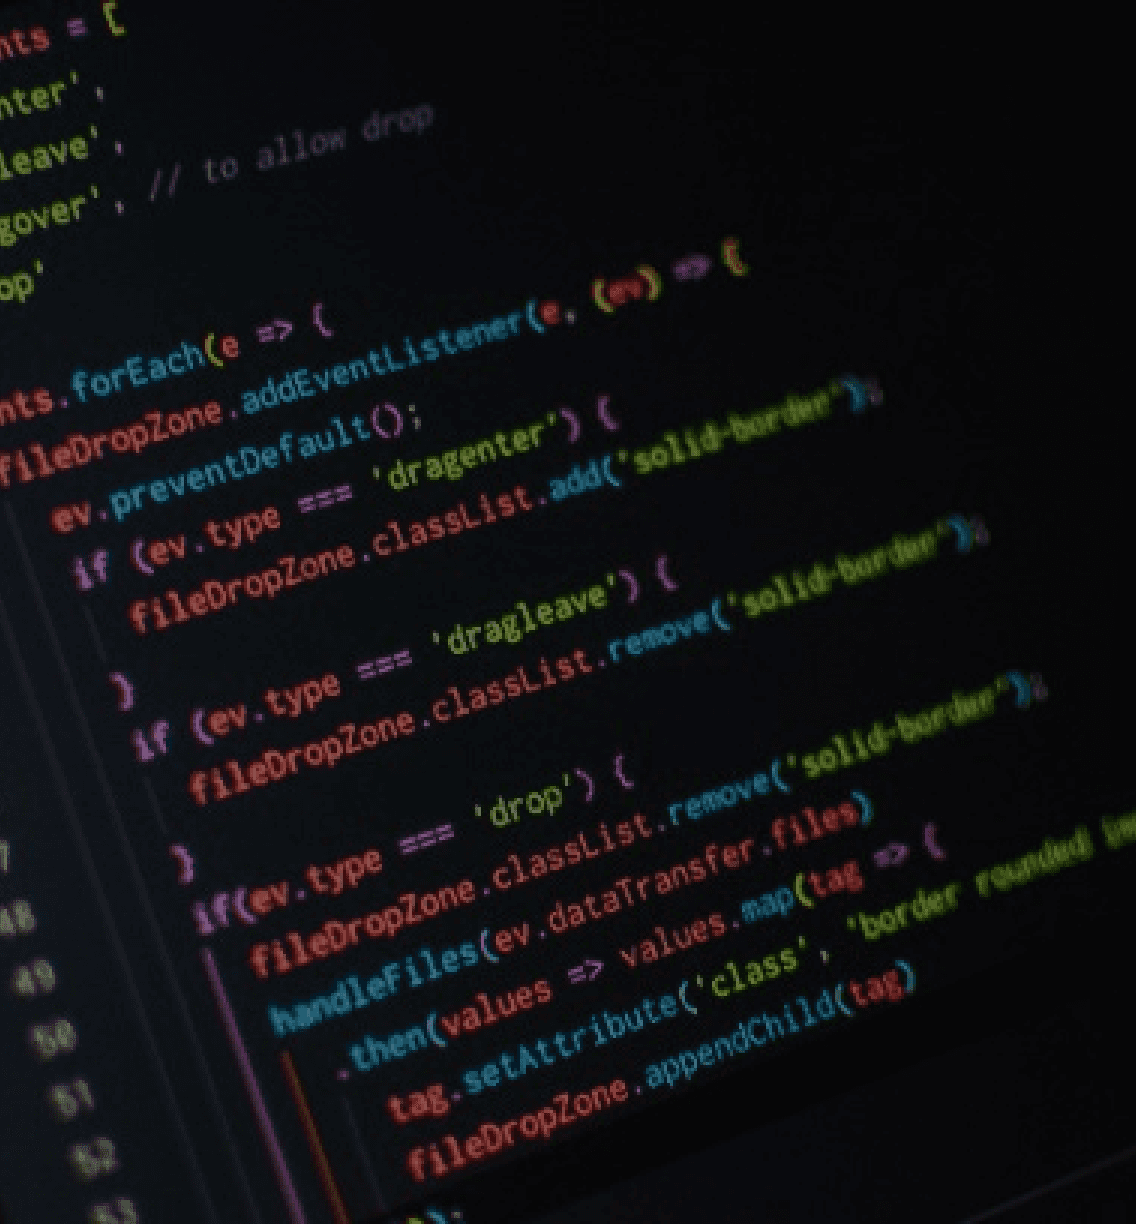 nts = [
nter',
leave',
gover', // to allow drop
op'
nts.forEach(e => {
fileDropZone.addEventListener(e, (ev) => {
ev.preventDefault();
if (ev.type === 'dragenter') {
fileDropZone.classList.add('solid-border');
}
if (ev.type === 'dragleave') {
fileDropZone.classList.remove('solid-border');
}
if(ev.type === 'drop') {
fileDropZone.classList.remove('solid-border');
handleFiles(ev.dataTransfer.files)
.then(values => values.map(tag => {
tag.setAttribute('class', 'border rounded
fileDropZone.appendChild(tag)
);
7
48
49
50
51
52
53